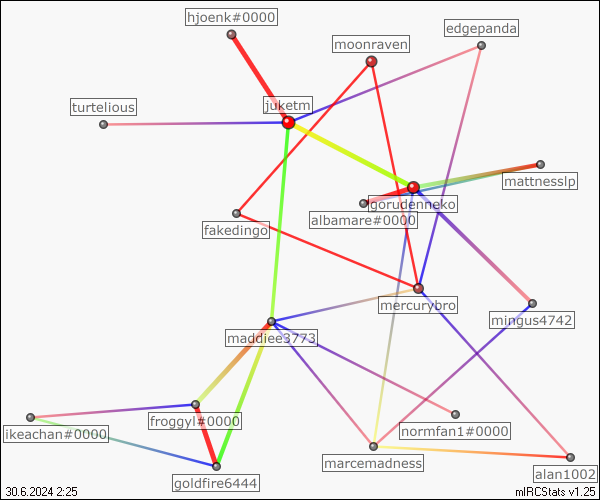 hjoenk#0000
edgepanda
moonraven
juketm
turtelious
mattnesslp
gorudenneko
albamare#0000
fakedingo
mercurybro
mingus4742
maddiee3773
froggyl#0000
ikeachan#0000
normfan1#0000
marcemadness
alan1002
goldfire6444
30.6.2024 2:25
mIRCStats v1.25